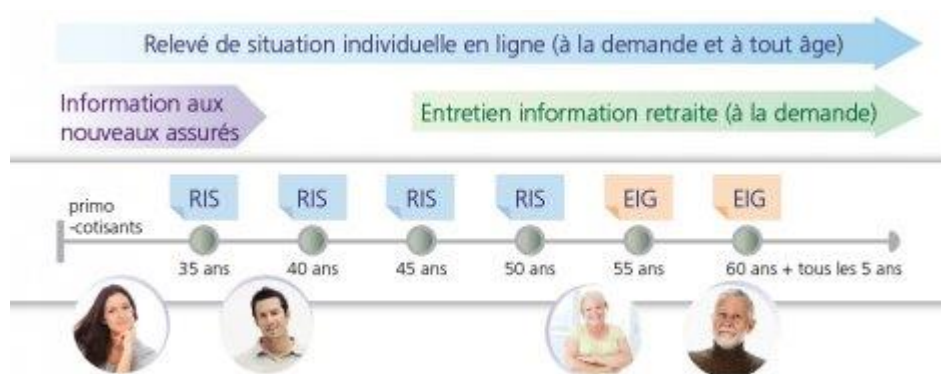 Relevé de situation individuelle en ligne (à la demande et à tout âge)
Information aux
nouveaux assurés
Entretien information retraite (à la demande)
primo
-cotisants
RIS
RIS
RIS
RIS
EIG
EIG
35 ans
40 ans
45 ans
50 ans
55 ans
60 ans + tous les 5 ans